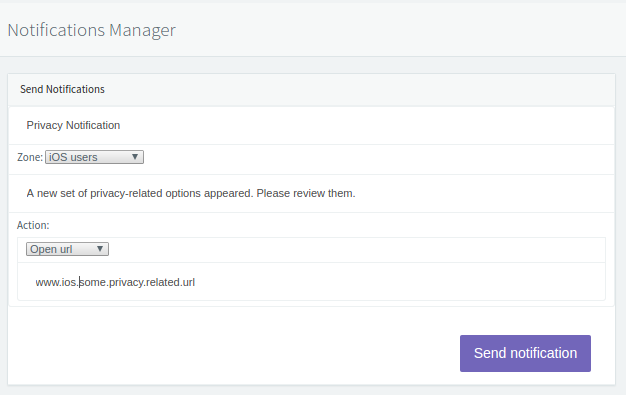 Notifications Manager
Send Notifications
Privacy Notification
Zone: iOS users
A new set of privacy-related options appeared. Please review them.
Action:
Open url
www.ios.some.privacy.related.url
Send notification